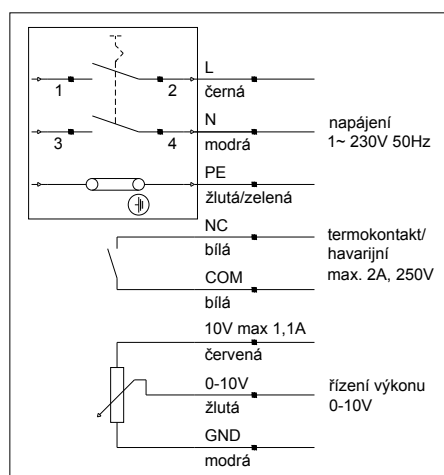 L
1
2
černá
N
3
4
modrá
napájení
1~ 230V 50Hz
PE
žlutá/zelená
NC
bílá
termokontakt/
havarijní
max. 2A, 250V
COM
bílá
10V max 1,1A
červená
0-10V
žlutá
řízení výkonu
0-10V
GND
modrá